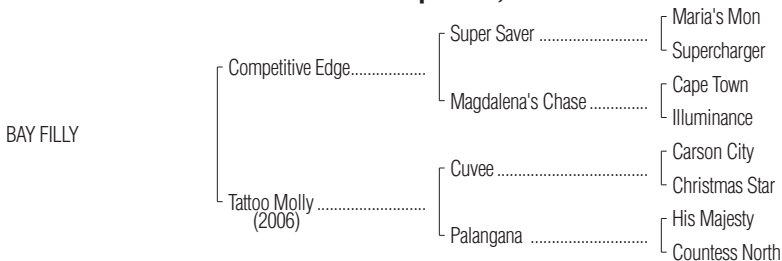 Maria's Mon
Super Saver ........................
Supercharger
Competitive Edge..................
Cape Town
Magdalena's Chase .............
Illuminance
BAY FILLY
Carson City
Cuvee ..................................
Christmas Star
Tattoo Molly ..........................
(2006)
His Majesty
Palangana ...........................
Countess North